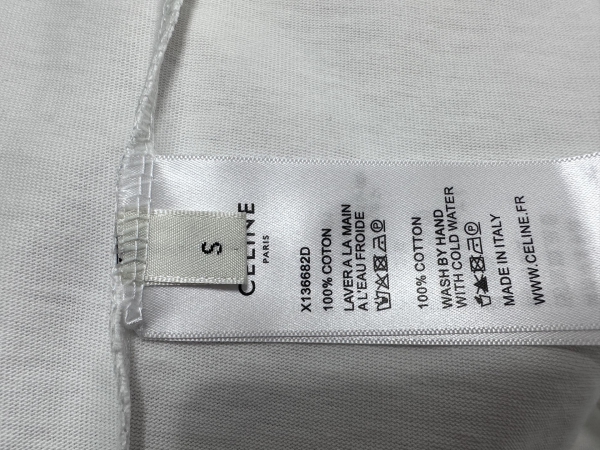 S
CELINE
PARIS
X136682D
100% COTON
LAVER A LA MAIN
A L'EAU FROIDE
100% COTTON
WASH BY HAND
WITH COLD WATER
MADE IN ITALY
WWW.CELINE.FR